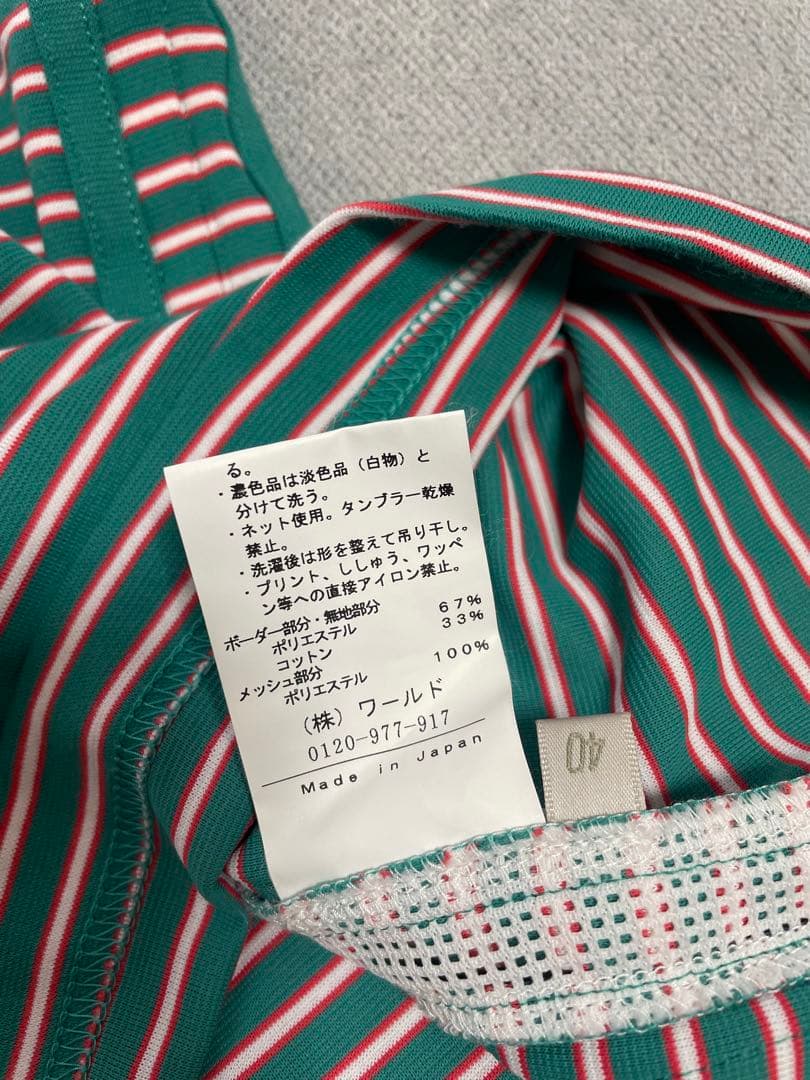 る。
・濃色品は淡色品（白物）と
分けて洗う。
・ネット使用。タンブラー乾燥
禁止。
・洗濯後は形を整えて吊り干し。
・プリント、ししゅう、ワッペ
ン等への直接アイロン禁止。
ボーダー部分・無地部分
ポリエステル 67%
コットン 33%
メッシュ部分
ポリエステル 100%
（株）ワールド
0120-977-917
Made in Japan
40